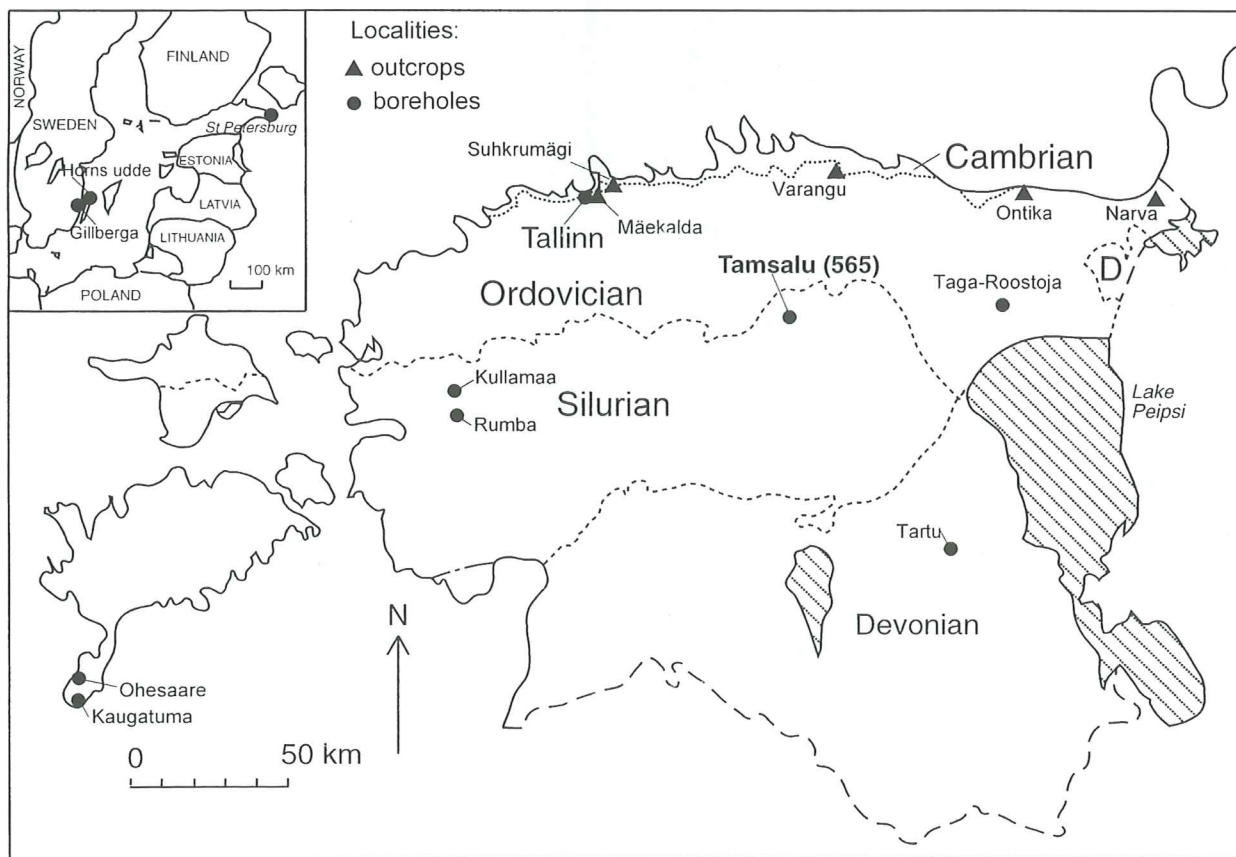 NORWAY
FINLAND
SWEDEN
St Petersburg
ESTONIA
Horns udde
LATVIA
Gillberga
LITHUANIA
100 km
POLAND
Localities:
outcrops
boreholes
Suhkrumägi
Cambrian
Varangu
Ontika
Narva
Tallinn
Mäekalda
D
Tamsalu (565)
Taga-Roostoja
Ordovician
Kullamaa
Silurian
Rumba
Lake
Peipsi
Tartu
N
Devonian
Ohesaare
Kaugatuma
0 50 km